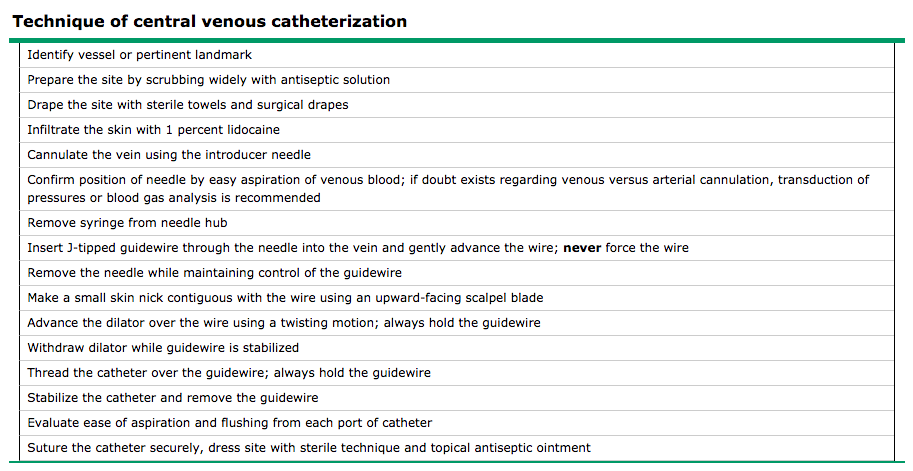 Technique of central venous catheterization
Identify vessel or pertinent landmark
Prepare the site by scrubbing widely with antiseptic solution
Drape the site with sterile towels and surgical drapes
Infiltrate the skin with 1 percent lidocaine
Cannulate the vein using the introducer needle
Confirm position of needle by easy aspiration of venous blood; if doubt exists regarding venous versus arterial cannulation, transduction of
pressures or blood gas analysis is recommended
Remove syringe from needle hub
Insert J-tipped guidewire through the needle into the vein and gently advance the wire; never force the wire
Remove the needle while maintaining control of the guidewire
Make a small skin nick contiguous with the wire using an upward-facing scalpel blade
Advance the dilator over the wire using a twisting motion; always hold the guidewire
Withdraw dilator while guidewire is stabilized
Thread the catheter over the guidewire; always hold the guidewire
Stabilize the catheter and remove the guidewire
Evaluate ease of aspiration and flushing from each port of catheter
Suture the catheter securely, dress site with sterile technique and topical antiseptic ointment